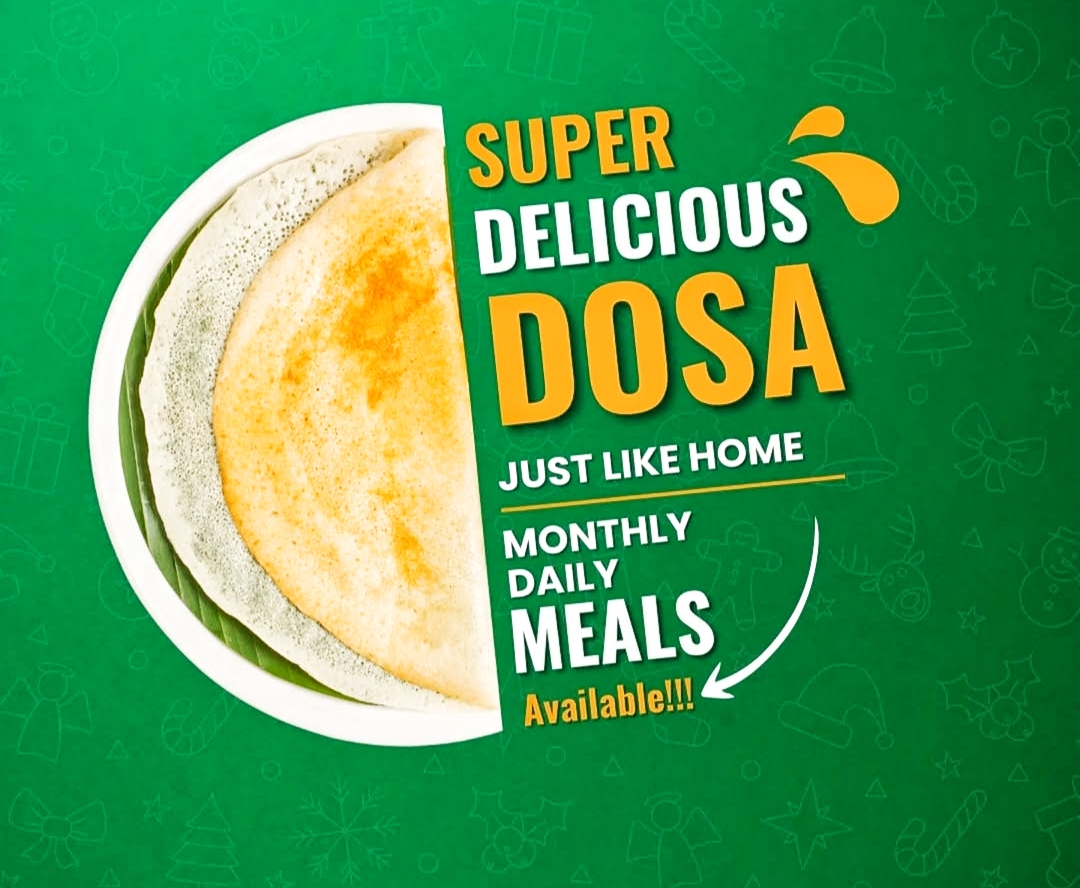 SUPER
DELICIOUS
DOSA
JUST LIKE HOME
MONTHLY
DAILY
MEALS
Available!!!